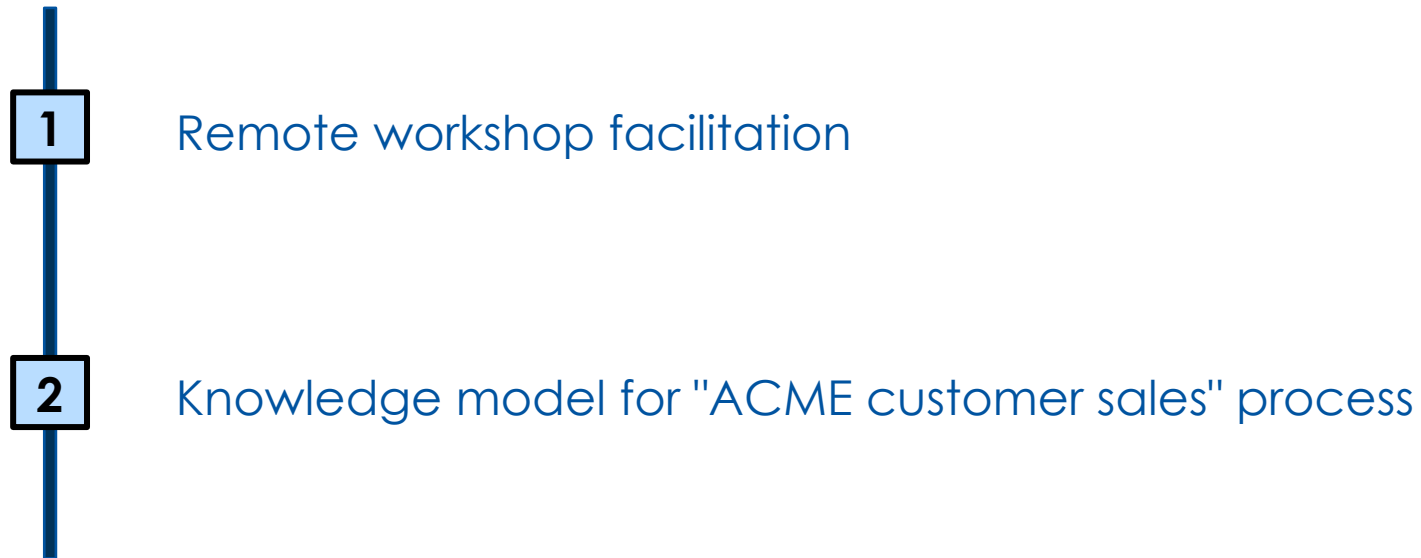 1
Remote workshop facilitation
2
Knowledge model for "ACME customer sales" process